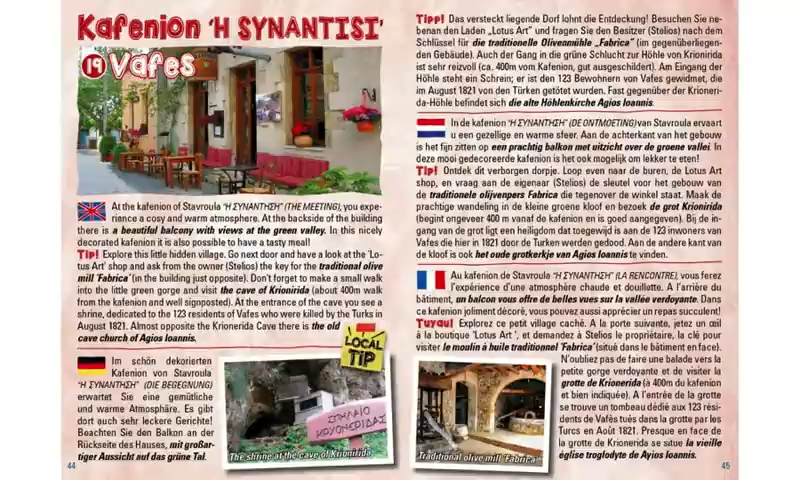 Kafenion 'H SYNANTISI'
19 Vafes
At the kafenion of Stavroula “Η ΣΥΝΑΝΤΗΣΗ” (THE MEETING), you expe-
rience a cosy and warm atmosphere. At the backside of the building
there is a beautiful balcony with views at the green valley. In this nicely
decorated kafenion it is also possible to have a tasty meal!
Tip! Explore this little hidden village. Go next door and have a look at the ‘Lo-
tus Art’ shop and ask from the owner (Stelios) the key for the traditional olive
mill ‘Fabrica’ (in the building just opposite). Don't forget to make a small walk
into the little green gorge and visit the cave of Krionirida (about 400m walk
from the kafenion and well signposted). At the entrance of the cave you see a
shrine, dedicated to the 123 residents of Vafes who were killed by the Turks in
August 1821. Almost opposite the Krionerida Cave there is the old
cave church of Agios Ioannis.
LOCAL
TIP
Im schön dekorierten
Kafenion von Stavroula
“Η ΣΥΝΑΝΤΗΣΗ” (DIE BEGEGNUNG)
erwartet Sie eine gemütliche
und warme Atmosphäre. Es gibt
dort auch sehr leckere Gerichte!
Beachten Sie den Balkon an der
Rückseite des Hauses, mit großar-
tiger Aussicht auf das grüne Tal.
ΣΠΗΛΑΙΟ
ΚΡΥΟΝΕΡΙΔΑΣ
The shrine at the cave of Krionirida
44
Tipp! Das versteckt liegende Dorf lohnt die Entdeckung! Besuchen Sie ne-
benan den Laden „Lotus Art” und fragen Sie den Besitzer (Stelios) nach dem
Schlüssel für die traditionelle Olivenmühle „Fabrica” (im gegenüberliegen-
den Gebäude). Auch der Gang in die grüne Schlucht zur Höhle von Krionirida
ist sehr reizvoll (ca. 400m vom Kafenion, gut ausgeschildert). Am Eingang der
Höhle steht ein Schrein; er ist den 123 Bewohnern von Vafes gewidmet, die
im August 1821 von den Türken getötet wurden. Fast gegenüber der Krioneri-
da-Höhle befindet sich die alte Höhlenkirche Agios Ioannis.
In de kafenion “Η ΣΥΝΑΝΤΗΣΗ” (DE ONTMOETING) van Stavroula ervaart
u een gezellige en warme sfeer. Aan de achterkant van het gebouw
is het fijn zitten op een prachtig balkon met uitzicht over de groene vallei. In
deze mooi gedecoreerde kafenion is het ook mogelijk om lekker te eten!
Tip! Ontdek dit verborgen dorpje. Loop even naar de buren, de Lotus Art
shop, en vraag aan de eigenaar (Stelios) de sleutel voor het gebouw van
de traditionele olijvenpers Fabrica die tegenover de winkel staat. Maak de
prachtige wandeling in de kleine groene kloof en bezoek de grot Krionirida
(begint ongeveer 400 m vanaf de kafenion en is goed aangegeven). Bij de in-
gang van de grot ligt een heiligdom dat toegewijd is aan de 123 inwoners van
Vafes die hier in 1821 door de Turken werden gedood. Aan de andere kant van
de kloof is ook het oude grotkerkje van Agios Ioannis te vinden.
Au kafenion de Stavroula “Η ΣΥΝΑΝΤΗΣΗ” (LA RENCONTRE), vous ferez
l'expérience d'une atmosphère chaude et douillette. A l'arrière du
bâtiment, un balcon vous offre de belles vues sur la vallée verdoyante. Dans
ce kafenion joliment décoré, vous pouvez aussi apprécier un repas succulent!
Tuyau! Explorez ce petit village caché. A la porte suivante, jetez un œil
à la boutique ‘Lotus Art ’, et demandez à Stelios le propriétaire, la clé pour
visiter le moulin à huile traditionnel ‘Fabrica’ (situé dans le bâtiment en face).
N'oubliez pas de faire une balade vers la
petite gorge verdoyante et de visiter la
grotte de Krionerida (à 400m du kafenion
et bien indiquée). A l'entrée de la grotte
se trouve un tombeau dédié aux 123 rési-
dents de Vafès tués dans la grotte par les
Turcs en Août 1821. Presque en face de
la grotte de Krionerida se situe la vieille
église troglodyte de Ayios Ioannis.
Traditional olive mill ‘Fabrica’
45